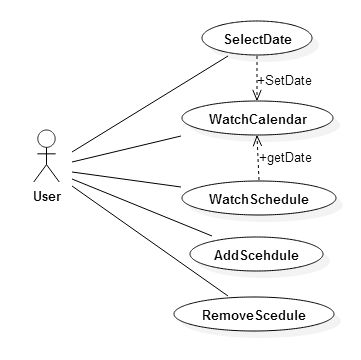 SelectDate
+SetDate
WatchCalendar
+getDate
User
WatchSchedule
AddScehdule
RemoveScedule